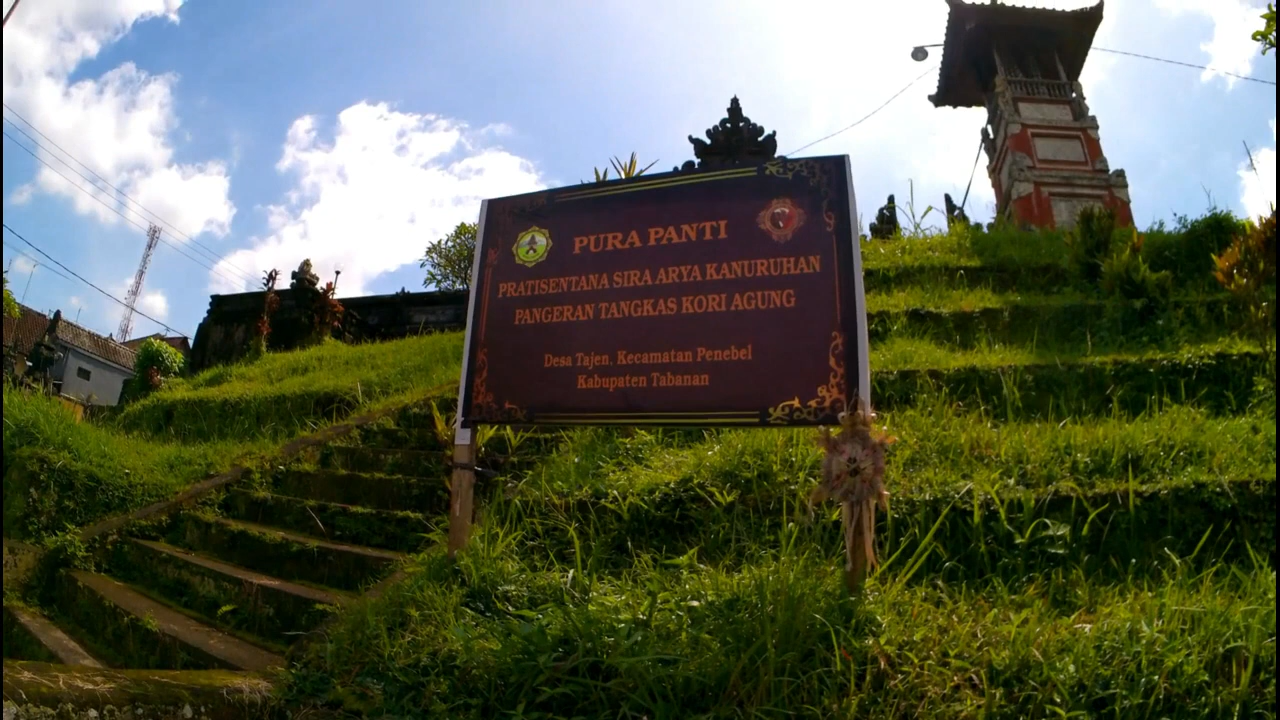 PURA PANTI
PRATISENTANA SIRA ARYA KANURUHAN
PANGERAN TANGKAS KORI AGUNG
Desa Tajen, Kecamatan Penebel
Kabupaten Tabanan